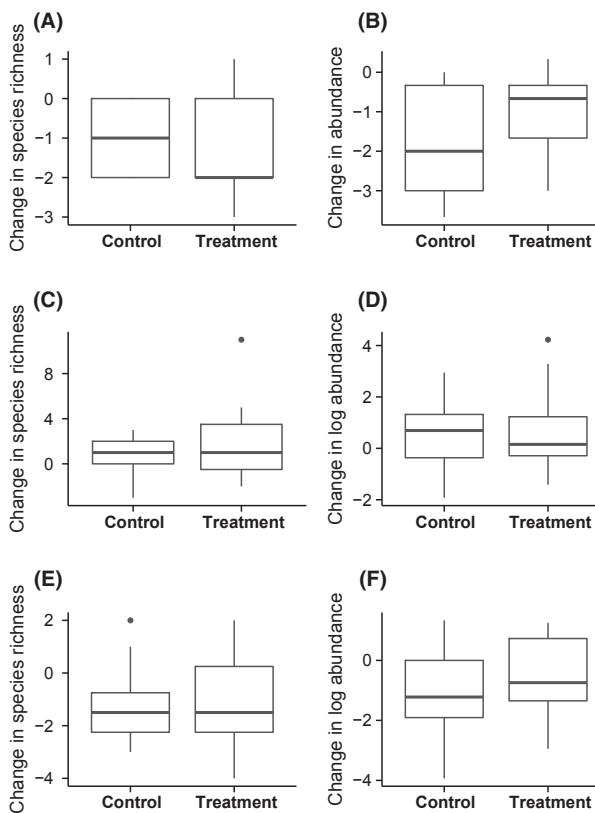 (A)
Change in species richness
1
0
−1
−2
−3
Control Treatment
(B)
Change in abundance
0
−1
−2
−3
Control Treatment
(C)
Change in species richness
8
4
0
Control Treatment
(D)
Change in log abundance
4
2
0
−2
Control Treatment
(E)
Change in species richness
2
0
−2
−4
Control Treatment
(F)
Change in log abundance
0
−2
−4
Control Treatment